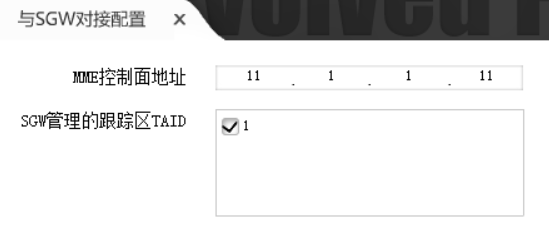 与SGW对接配置 ×
MME控制面地址 11 . 1 . 1 . 11
SGW管理的跟踪区TAID 1